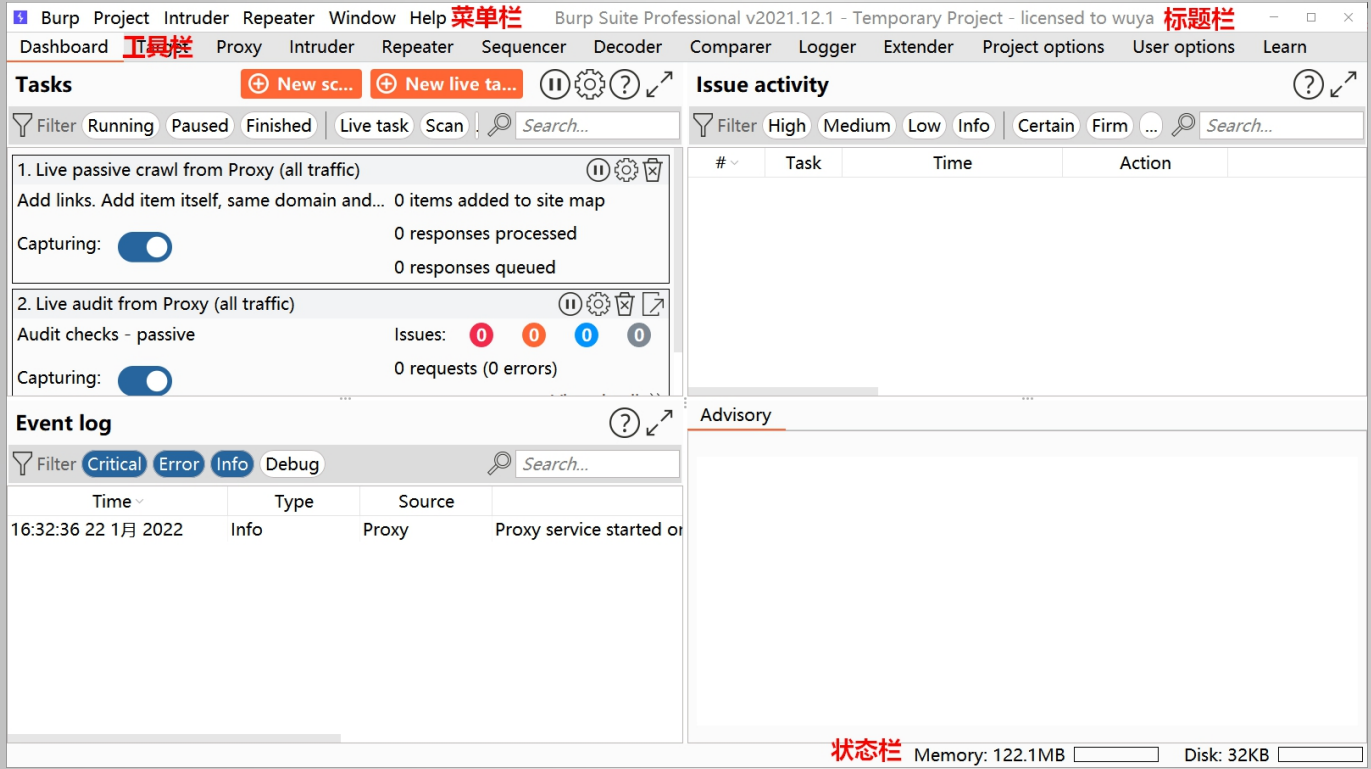 Burp Project Intruder Repeater Window Help 菜单栏 Burp Suite Professional v2021.12.1 - Temporary Project - licensed to wuya 标题栏
Dashboard Target 工具栏 Proxy Intruder Repeater Sequencer Decoder Comparer Logger Extender Project options User options Learn
Tasks
New sc...
New live ta...
Filter Running Paused Finished Live task Scan Search...
1. Live passive crawl from Proxy (all traffic)
Add links. Add item itself, same domain and... 0 items added to site map
0 responses processed
Capturing:
0 responses queued
2. Live audit from Proxy (all traffic)
Audit checks - passive Issues: 0 0 0 0
0 requests (0 errors)
Capturing:
Issue activity
Filter High Medium Low Info Certain Firm ... Search...
# Task Time Action
Event log
Filter Critical Error Info Debug Search...
Time Type Source
16:32:36 22 1月 2022 Info Proxy Proxy service started on
Advisory
状态栏 Memory: 122.1MB Disk: 32KB